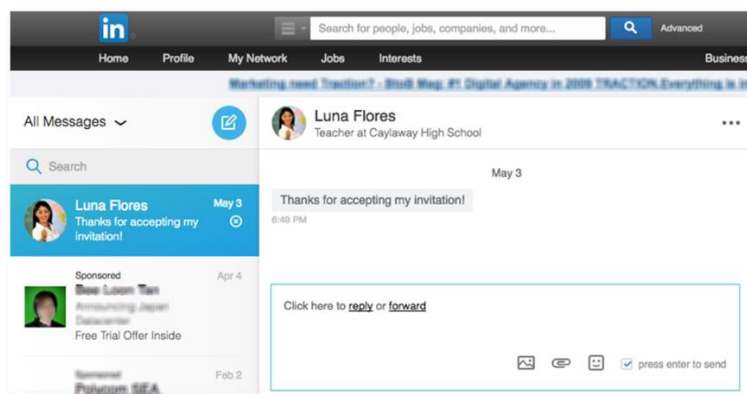 in
Search for people, jobs, companies, and more...
Advanced
Home Profile My Network Jobs Interests Business
All Messages
Luna Flores
Teacher at Caylaway High School
Search
May 3
Luna Flores May 3
Thanks for accepting my
invitation!
Thanks for accepting my invitation!
6:49 PM
Sponsored Apr 4
Free Trial Offer Inside
Feb 2
Click here to reply or forward
press enter to send